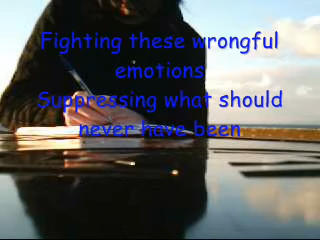 Fighting these wrongful
emotions
Suppressing what should
never have been